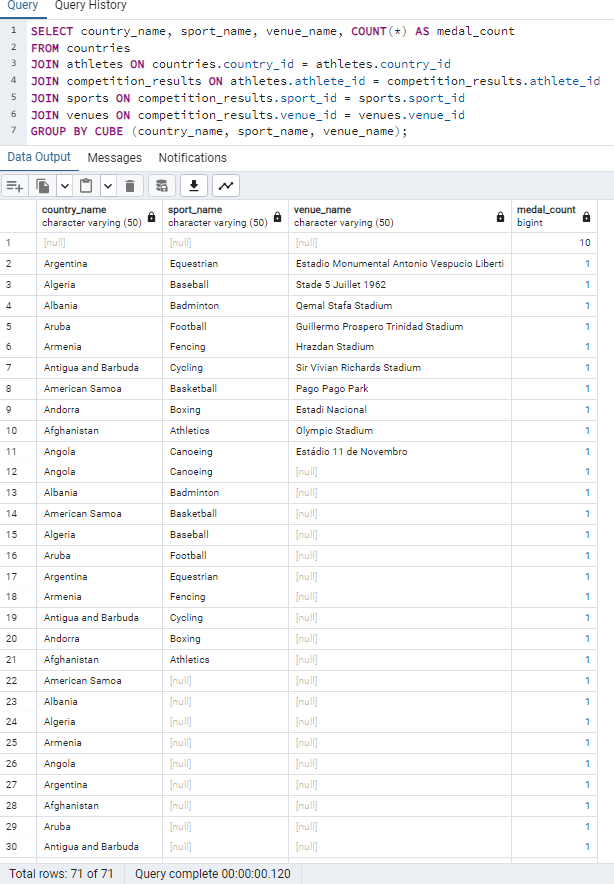 Query Query History
1 SELECT country_name, sport_name, venue_name, COUNT(*) AS medal_count
2 FROM countries
3 JOIN athletes ON countries.country_id = athletes.country_id
4 JOIN competition_results ON athletes.athlete_id = competition_results.athlete_id
5 JOIN sports ON competition_results.sport_id = sports.sport_id
6 JOIN venues ON competition_results.venue_id = venues.venue_id
7 GROUP BY CUBE (country_name, sport_name, venue_name);
Data Output Messages Notifications
country_name sport_name venue_name medal_count
character varying (50) character varying (50) character varying (50) bigint
1 [null] [null] [null] 10
2 Argentina Equestrian Estadio Monumental Antonio Vespucio Liberti 1
3 Algeria Baseball Stade 5 Juillet 1962 1
4 Albania Badminton Qemal Stafa Stadium 1
5 Aruba Football Guillermo Prospero Trinidad Stadium 1
6 Armenia Fencing Hrazdan Stadium 1
7 Antigua and Barbuda Cycling Sir Vivian Richards Stadium 1
8 American Samoa Basketball Pago Pago Park 1
9 Andorra Boxing Estadi Nacional 1
10 Afghanistan Athletics Olympic Stadium 1
11 Angola Canoeing Estádio 11 de Novembro 1
12 Angola Canoeing [null] 1
13 Albania Badminton [null] 1
14 American Samoa Basketball [null] 1
15 Algeria Baseball [null] 1
16 Aruba Football [null] 1
17 Argentina Equestrian [null] 1
18 Armenia Fencing [null] 1
19 Antigua and Barbuda Cycling [null] 1
20 Andorra Boxing [null] 1
21 Afghanistan Athletics [null] 1
22 American Samoa [null] [null] 1
23 Albania [null] [null] 1
24 Algeria [null] [null] 1
25 Armenia [null] [null] 1
26 Angola [null] [null] 1
27 Argentina [null] [null] 1
28 Afghanistan [null] [null] 1
29 Aruba [null] [null] 1
30 Antigua and Barbuda [null] [null] 1
Total rows: 71 of 71 Query complete 00:00:00.120